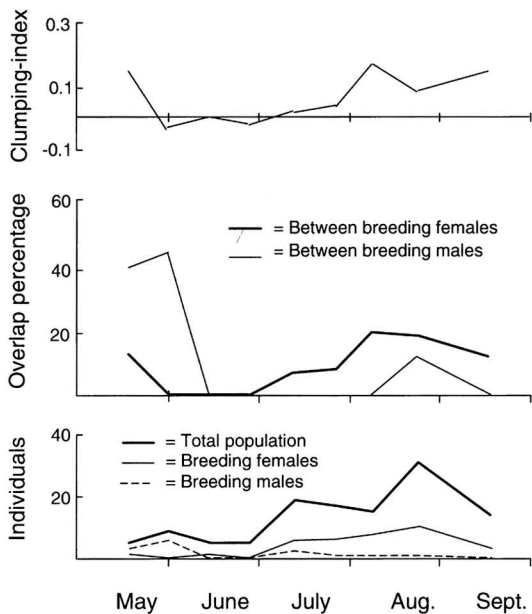 Clumping-index
0.3
0.1
-0.1
Overlap percentage
60
40
20
= Between breeding females
= Between breeding males
Individuals
40
20
= Total population
= Breeding females
= Breeding males
May June July Aug. Sept.